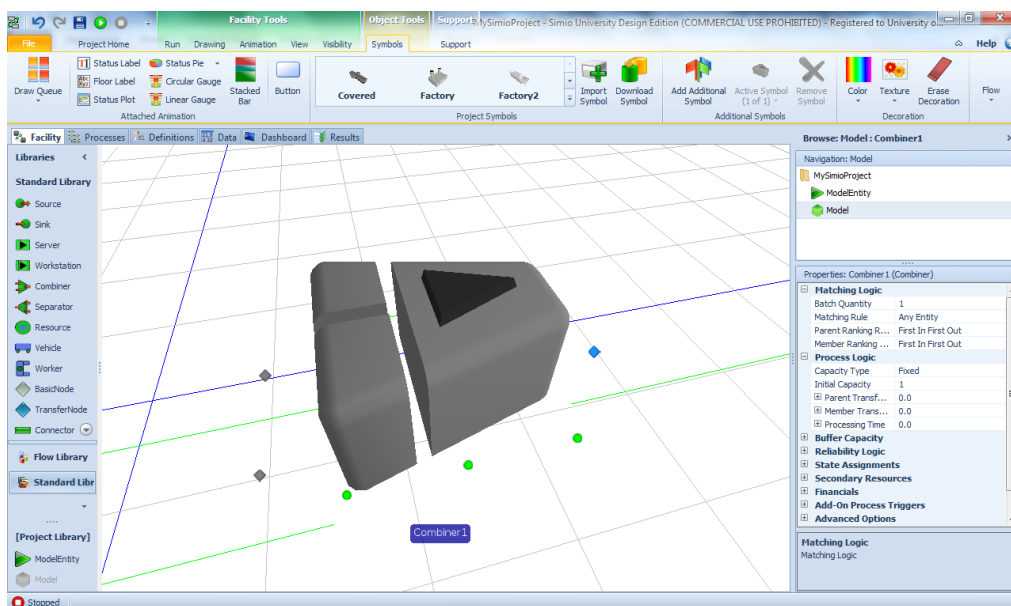 Facility Tools
Object Tools
Support
MySimioProject - Simio University Design Edition (COMMERCIAL USE PROHIBITED) - Registered to University o...
File
Project Home
Run
Drawing
Animation
View
Visibility
Symbols
Support
Help
Draw Queue
Status Label
Floor Label
Status Plot
Status Pie
Circular Gauge
Linear Gauge
Stacked Bar
Button
Attached Animation
Covered
Factory
Factory2
Project Symbols
Import Symbol
Download Symbol
Add Additional Symbol
Active Symbol (1 of 1)
Remove Symbol
Additional Symbols
Color
Texture
Erase Decoration
Decoration
Flow
Facility
Processes
Definitions
Data
Dashboard
Results
Libraries
Standard Library
Source
Sink
Server
Workstation
Combiner
Separator
Resource
Vehicle
Worker
BasicNode
TransferNode
Connector
Flow Library
Standard Libr
[Project Library]
ModelEntity
Model
Combiner1
Browse: Model : Combiner1
Navigation: Model
MySimioProject
ModelEntity
Model
Properties: Combiner1 (Combiner)
Matching Logic
Batch Quantity 1
Matching Rule Any Entity
Parent Ranking R... First In First Out
Member Ranking ... First In First Out
Process Logic
Capacity Type Fixed
Initial Capacity 1
Parent Transf... 0.0
Member Trans... 0.0
Processing Time 0.0
Buffer Capacity
Reliability Logic
State Assignments
Secondary Resources
Financials
Add-On Process Triggers
Advanced Options
Matching Logic
Matching Logic
Stopped